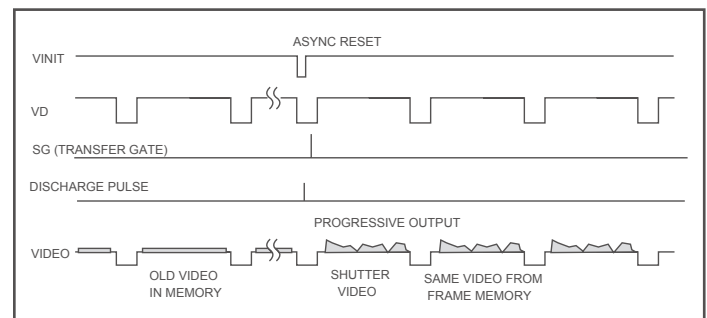 ASYNC RESET
VINIT
VD
SG (TRANSFER GATE)
DISCHARGE PULSE
PROGRESSIVE OUTPUT
VIDEO
OLD VIDEO
IN MEMORY
SHUTTER
VIDEO
SAME VIDEO FROM
FRAME MEMORY